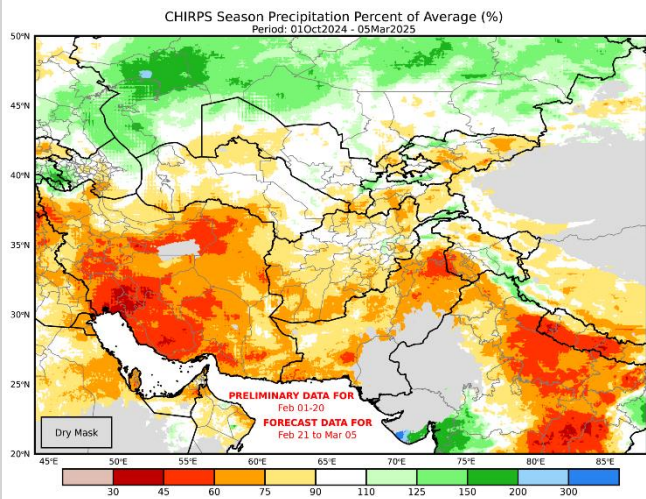 CHIRPS Season Precipitation Percent of Average (%)
Period: 01Oct2024 - 05Mar2025
50°N
45°N
40°N
35°N
30°N
25°N
20°N
PRELIMINARY DATA FOR
Feb 01-20
FORECAST DATA FOR
Feb 21 to Mar 05
Dry Mask
45°E 50°E 55°E 60°E 65°E 70°E 75°E 80°E 85°E
30 45 60 75 90 110 125 150 200 300